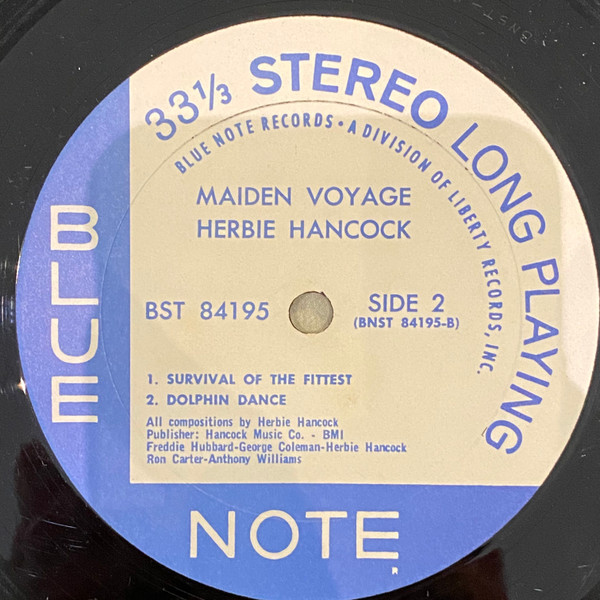 33⅓ STEREO LONG PLAYING
BLUE NOTE RECORDS • A DIVISION OF LIBERTY RECORDS, INC.
MAIDEN VOYAGE
HERBIE HANCOCK
BST 84195
SIDE 2
(BNST 84195-B)
1. SURVIVAL OF THE FITTEST
2. DOLPHIN DANCE
All compositions by Herbie Hancock
Publisher: Hancock Music Co. - BMI
Freddie Hubbard-George Coleman-Herbie Hancock
Ron Carter-Anthony Williams
BLUE
NOTE